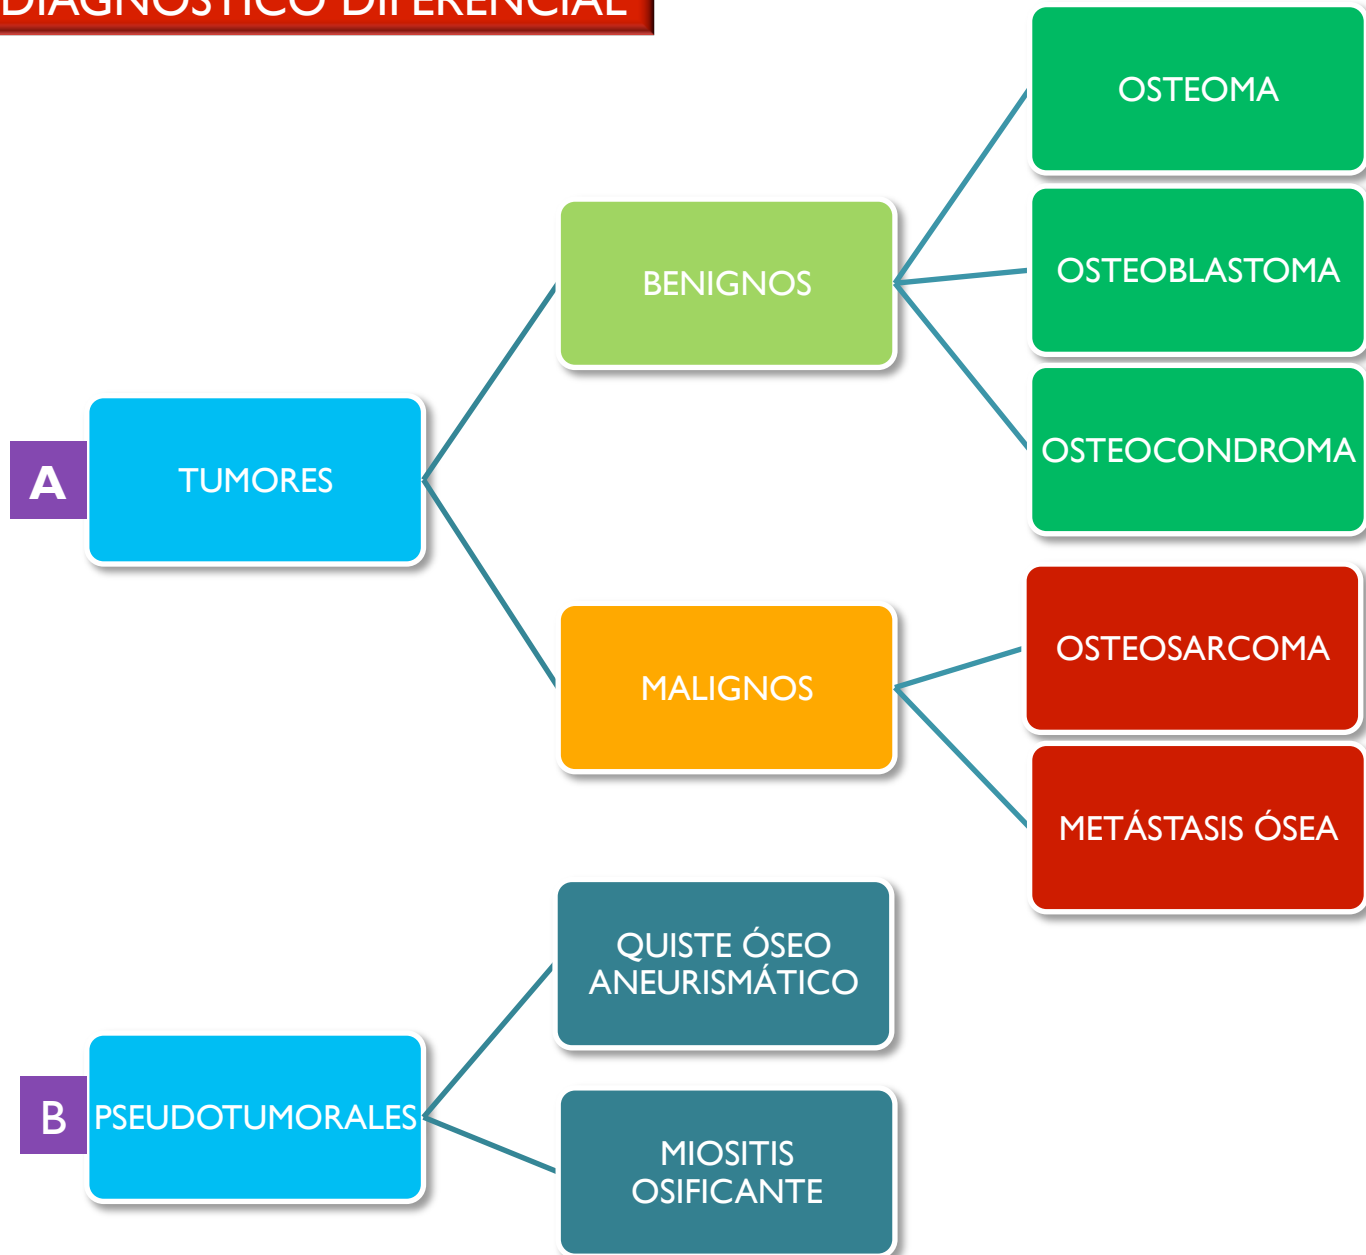 DIAGNÓSTICO DIFERENCIAL
A
TUMORES
BENIGNOS
OSTEOMA
OSTEOBLASTOMA
OSTEOCONDROMA
MALIGNOS
OSTEOSARCOMA
METÁSTASIS ÓSEA
B
PSEUDOTUMORALES
QUISTE ÓSEO
ANEURISMÁTICO
MIOSITIS
OSIFICANTE